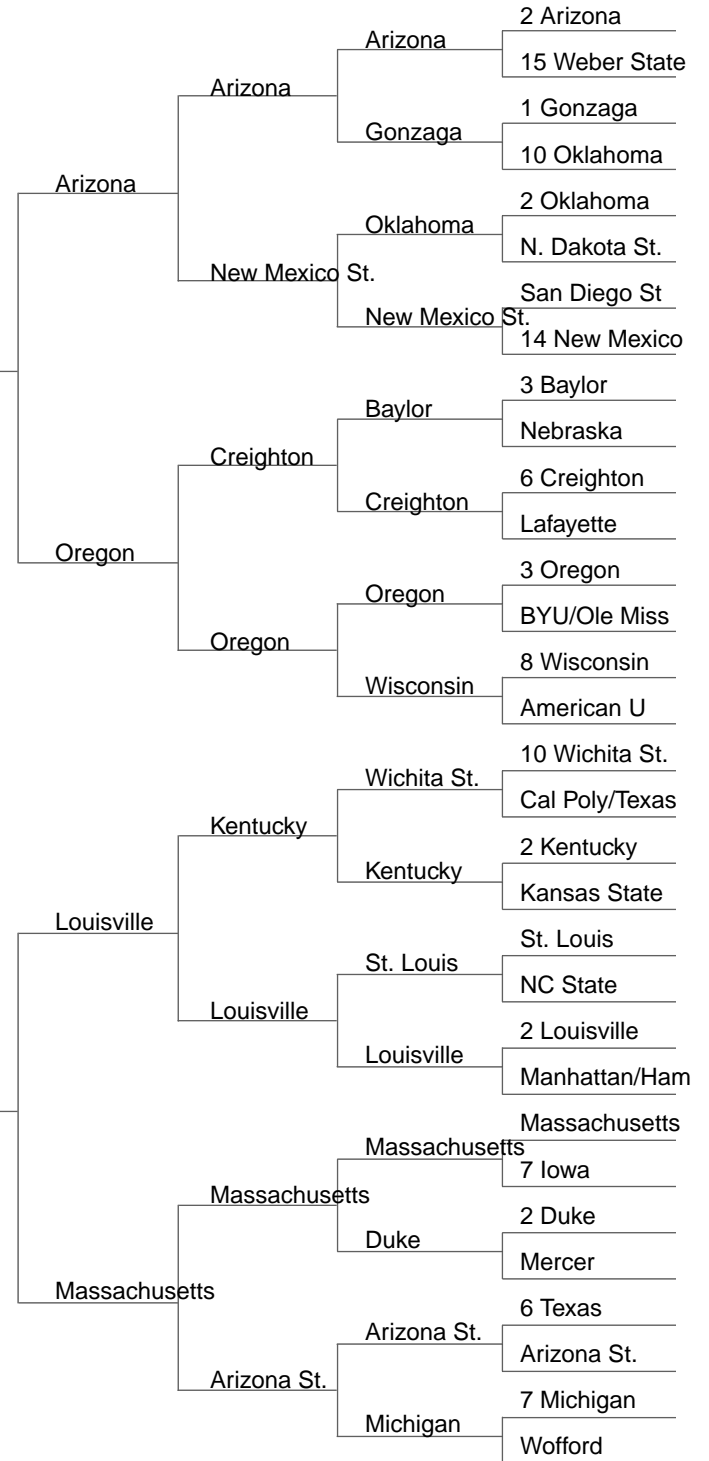 2 Arizona
Arizona
15 Weber State
Arizona
1 Gonzaga
Gonzaga
10 Oklahoma
Arizona
2 Oklahoma
Oklahoma
N. Dakota St.
New Mexico St.
San Diego St
New Mexico St.
14 New Mexico
3 Baylor
Baylor
Nebraska
Creighton
6 Creighton
Creighton
Lafayette
Oregon
3 Oregon
Oregon
BYU/Ole Miss
Oregon
8 Wisconsin
Wisconsin
American U
10 Wichita St.
Wichita St.
Cal Poly/Texas
Kentucky
2 Kentucky
Kentucky
Kansas State
Louisville
St. Louis
St. Louis
NC State
Louisville
2 Louisville
Louisville
Manhattan/Ham
Massachusetts
Massachusetts
7 Iowa
Massachusetts
2 Duke
Duke
Mercer
Massachusetts
6 Texas
Arizona St.
Arizona St.
Arizona St.
7 Michigan
Michigan
Wofford